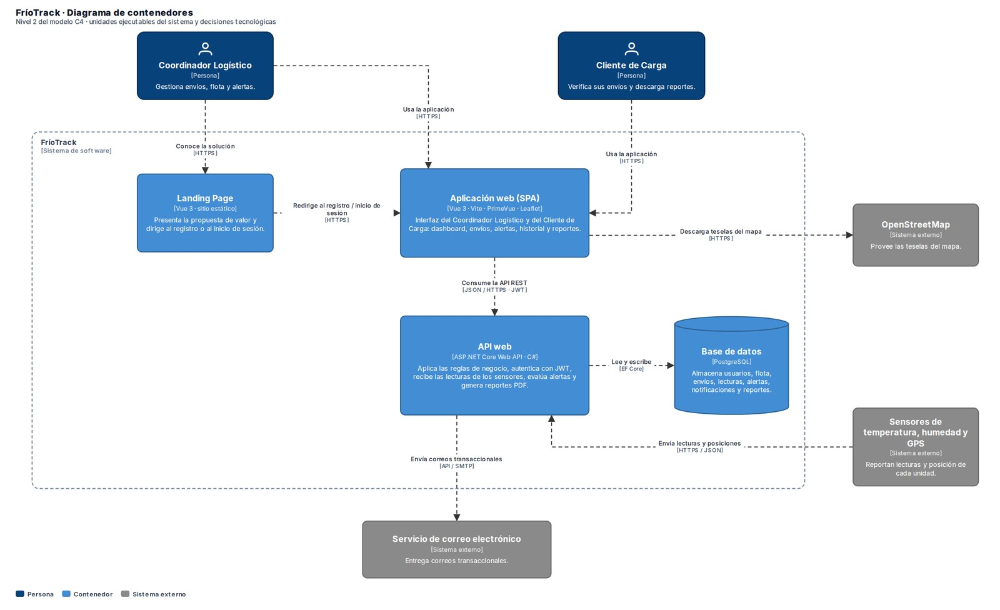 FríoTrack · Diagrama de contenedores
Nivel 2 del modelo C4 · unidades ejecutables del sistema y decisiones tecnológicas
Coordinador Logístico
[Persona]
Gestiona envíos, flota y alertas.
Cliente de Carga
[Persona]
Verifica sus envíos y descarga reportes.
Usa la aplicación
[HTTPS]
FríoTrack
[Sistema de software]
Conoce la solución
[HTTPS]
Usa la aplicación
[HTTPS]
Landing Page
[Vue 3 · sitio estático]
Presenta la propuesta de valor y
dirige al registro o al inicio de sesión.
Redirige al registro / inicio de
sesión
[HTTPS]
Aplicación web (SPA)
[Vue 3 · Vite · PrimeVue · Leaflet]
Interfaz del Coordinador Logístico y del Cliente de
Carga: dashboard, envíos, alertas, historial y reportes.
Descarga teselas del mapa
[HTTPS]
OpenStreetMap
[Sistema externo]
Provee las teselas del mapa.
Consume la API REST
[JSON / HTTPS · JWT]
API web
[ASP.NET Core Web API · C#]
Aplica las reglas de negocio, autentica con JWT,
recibe las lecturas de los sensores, evalúa alertas y
genera reportes PDF.
Lee y escribe
[EF Core]
Base de datos
[PostgreSQL]
Almacena usuarios, flota,
envíos, lecturas, alertas,
notificaciones y reportes.
Sensores de
temperatura, humedad y
GPS
[Sistema externo]
Reportan lecturas y posición de
cada unidad.
Envía lecturas y posiciones
[HTTPS / JSON]
Envía correos transaccionales
[API / SMTP]
Servicio de correo electrónico
[Sistema externo]
Entrega correos transaccionales.
Persona
Contenedor
Sistema externo